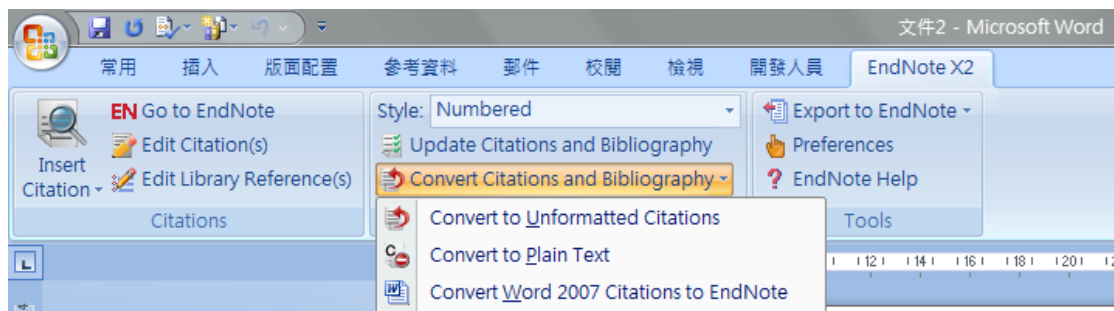 文件2 - Microsoft Word
常用 插入 版面配置 參考資料 郵件 校閱 檢視 開發人員 EndNote X2
Insert Citation
EN Go to EndNote
Edit Citation(s)
Edit Library Reference(s)
Citations
Style: Numbered
Update Citations and Bibliography
Convert Citations and Bibliography
Convert to Unformatted Citations
Convert to Plain Text
Convert Word 2007 Citations to EndNote
Export to EndNote
Preferences
? EndNote Help
Tools
L
12 14 16 18 20